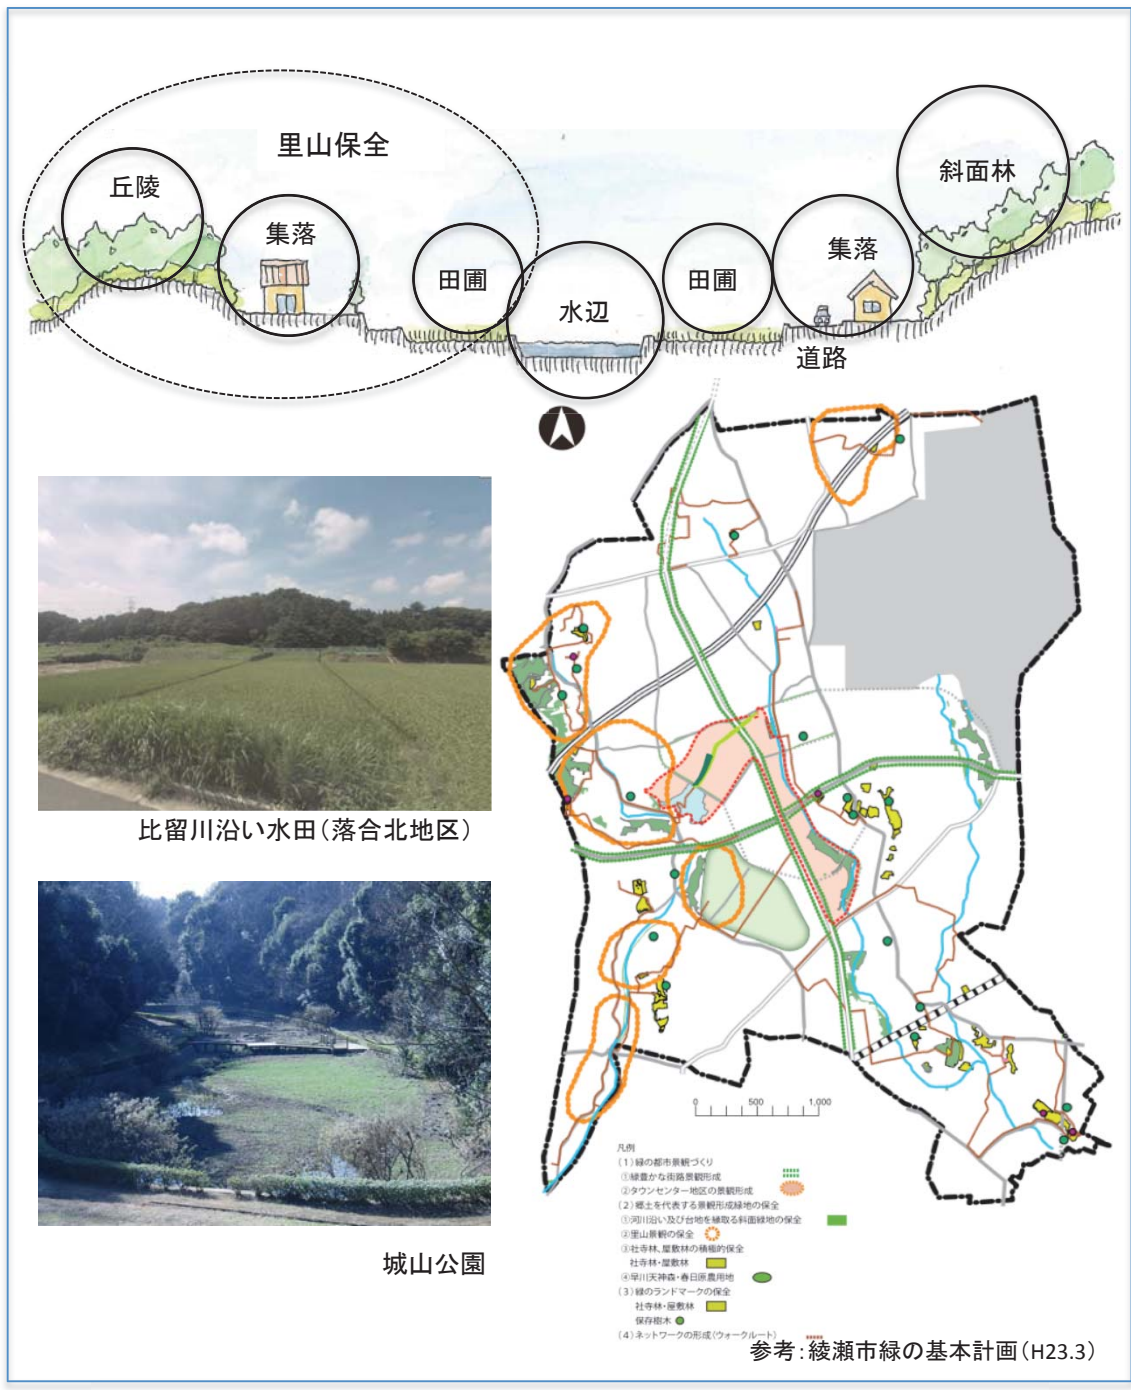 里山保全
丘陵
集落
田圃
水辺
田圃
集落
斜面林
道路
比留川沿い水田（落合北地区）
城山公園
0 500 1,000
凡例
(1)緑の都市景観づくり
①緑豊かな街路景観形成
②タウンセンター地区の景観形成
(2)郷土を代表する景観形成緑地の保全
①河川沿い及び台地を縁取る斜面緑地の保全
②里山景観の保全
③社寺林、屋敷林の積極的保全
社寺林・屋敷林
④早川天神森・春日原農用地
(3)緑のランドマークの保全
社寺林・屋敷林
保存樹木
(4)ネットワークの形成(ウォークルート)
参考：綾瀬市緑の基本計画（H23.3）